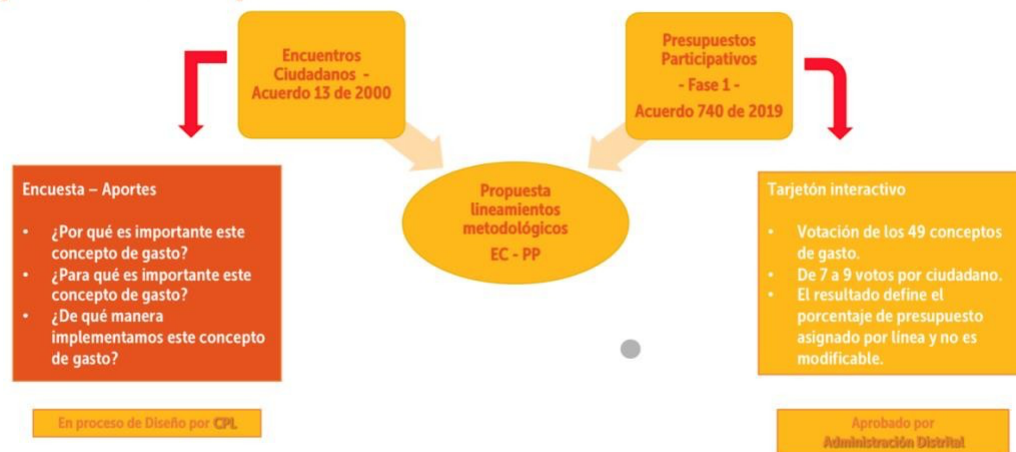 Encuentros
Ciudadanos -
Acuerdo 13 de 2000
Presupuestos
Participativos
- Fase 1 -
Acuerdo 740 de 2019
Propuesta
lineamientos
metodológicos
EC - PP
Encuesta – Aportes
• ¿Por qué es importante este
concepto de gasto?
• ¿Para qué es importante este
concepto de gasto?
• ¿De qué manera
implementamos este concepto
de gasto?
Tarjetón interactivo
• Votación de los 49 conceptos
de gasto.
• De 7 a 9 votos por ciudadano.
• El resultado define el
porcentaje de presupuesto
asignado por línea y no es
modificable.
En proceso de Diseño por CPL
Aprobado por
Administración Distrital